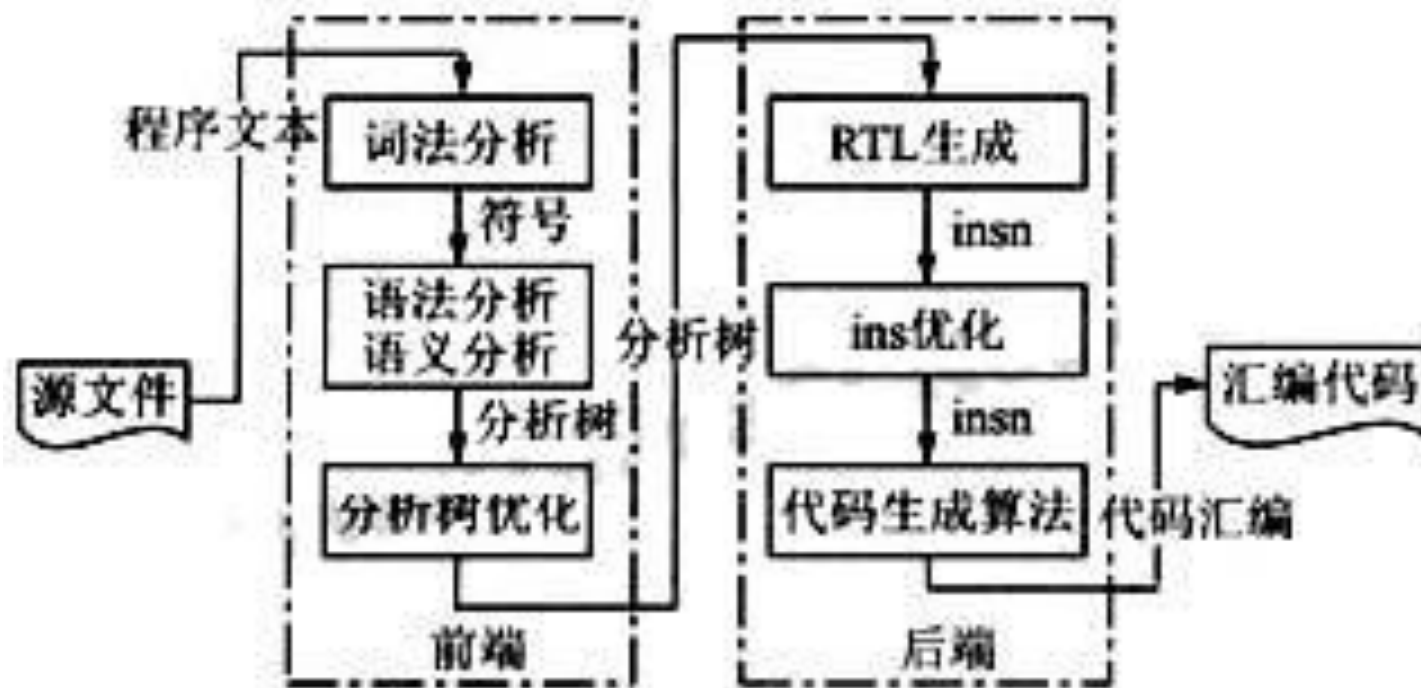 源文件
程序文本
词法分析
符号
语法分析
语义分析
分析树
分析树优化
前端
分析树
RTL生成
insn
ins优化
insn
代码生成算法
后端
代码汇编
汇编代码